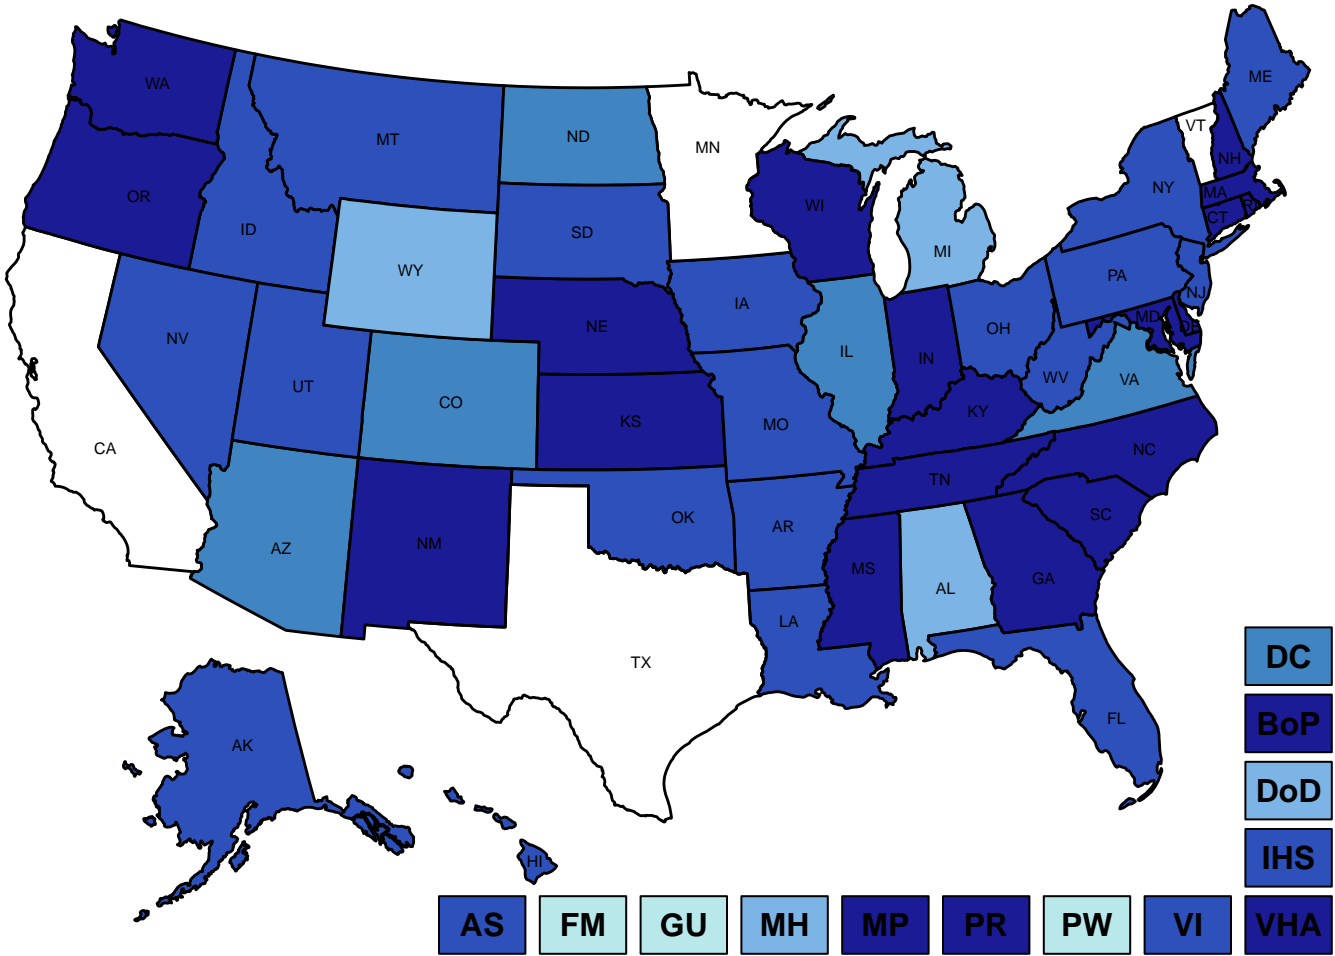 WA
MT
ND
MN
ME
VT
NH
OR
ID
SD
WI
NY
MA
RI
CT
WY
MI
PA
NJ
IA
NE
NV
UT
CO
IL
IN
OH
MD
DE
WV
VA
KS
MO
KY
CA
NC
TN
AZ
NM
OK
AR
SC
MS
AL
GA
LA
TX
FL
AK
HI
DC
BoP
DoD
IHS
AS FM GU MH MP PR PW VI VHA